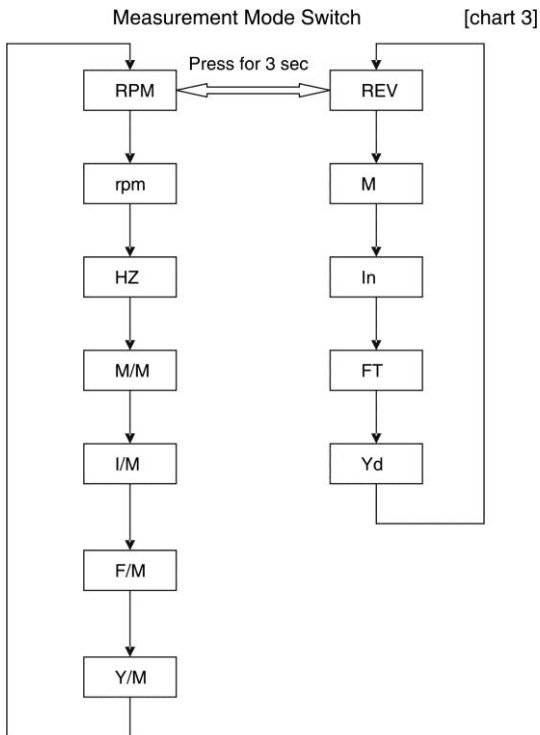 Measurement Mode Switch [chart 3]
Press for 3 sec
RPM
REV
rpm
M
HZ
In
M/M
FT
I/M
Yd
F/M
Y/M